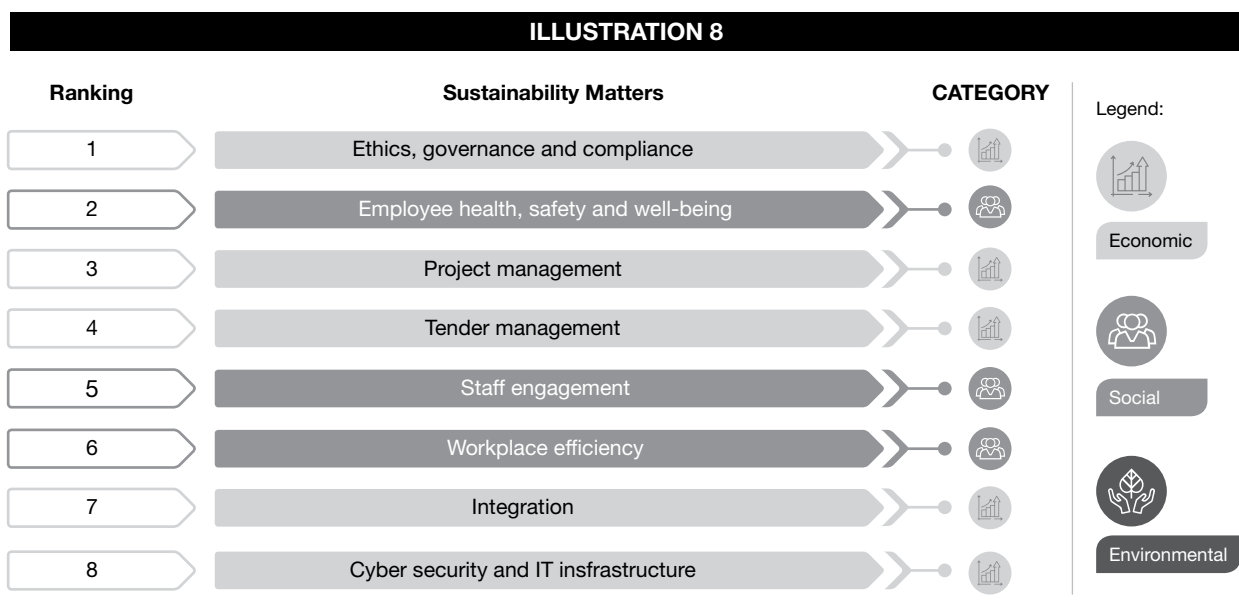 ILLUSTRATION 8
Ranking Sustainability Matters CATEGORY
Legend:
1 Ethics, governance and compliance
2 Employee health, safety and well-being
Economic
3 Project management
4 Tender management
5 Staff engagement
Social
6 Workplace efficiency
7 Integration
Environmental
8 Cyber security and IT insfrastructure